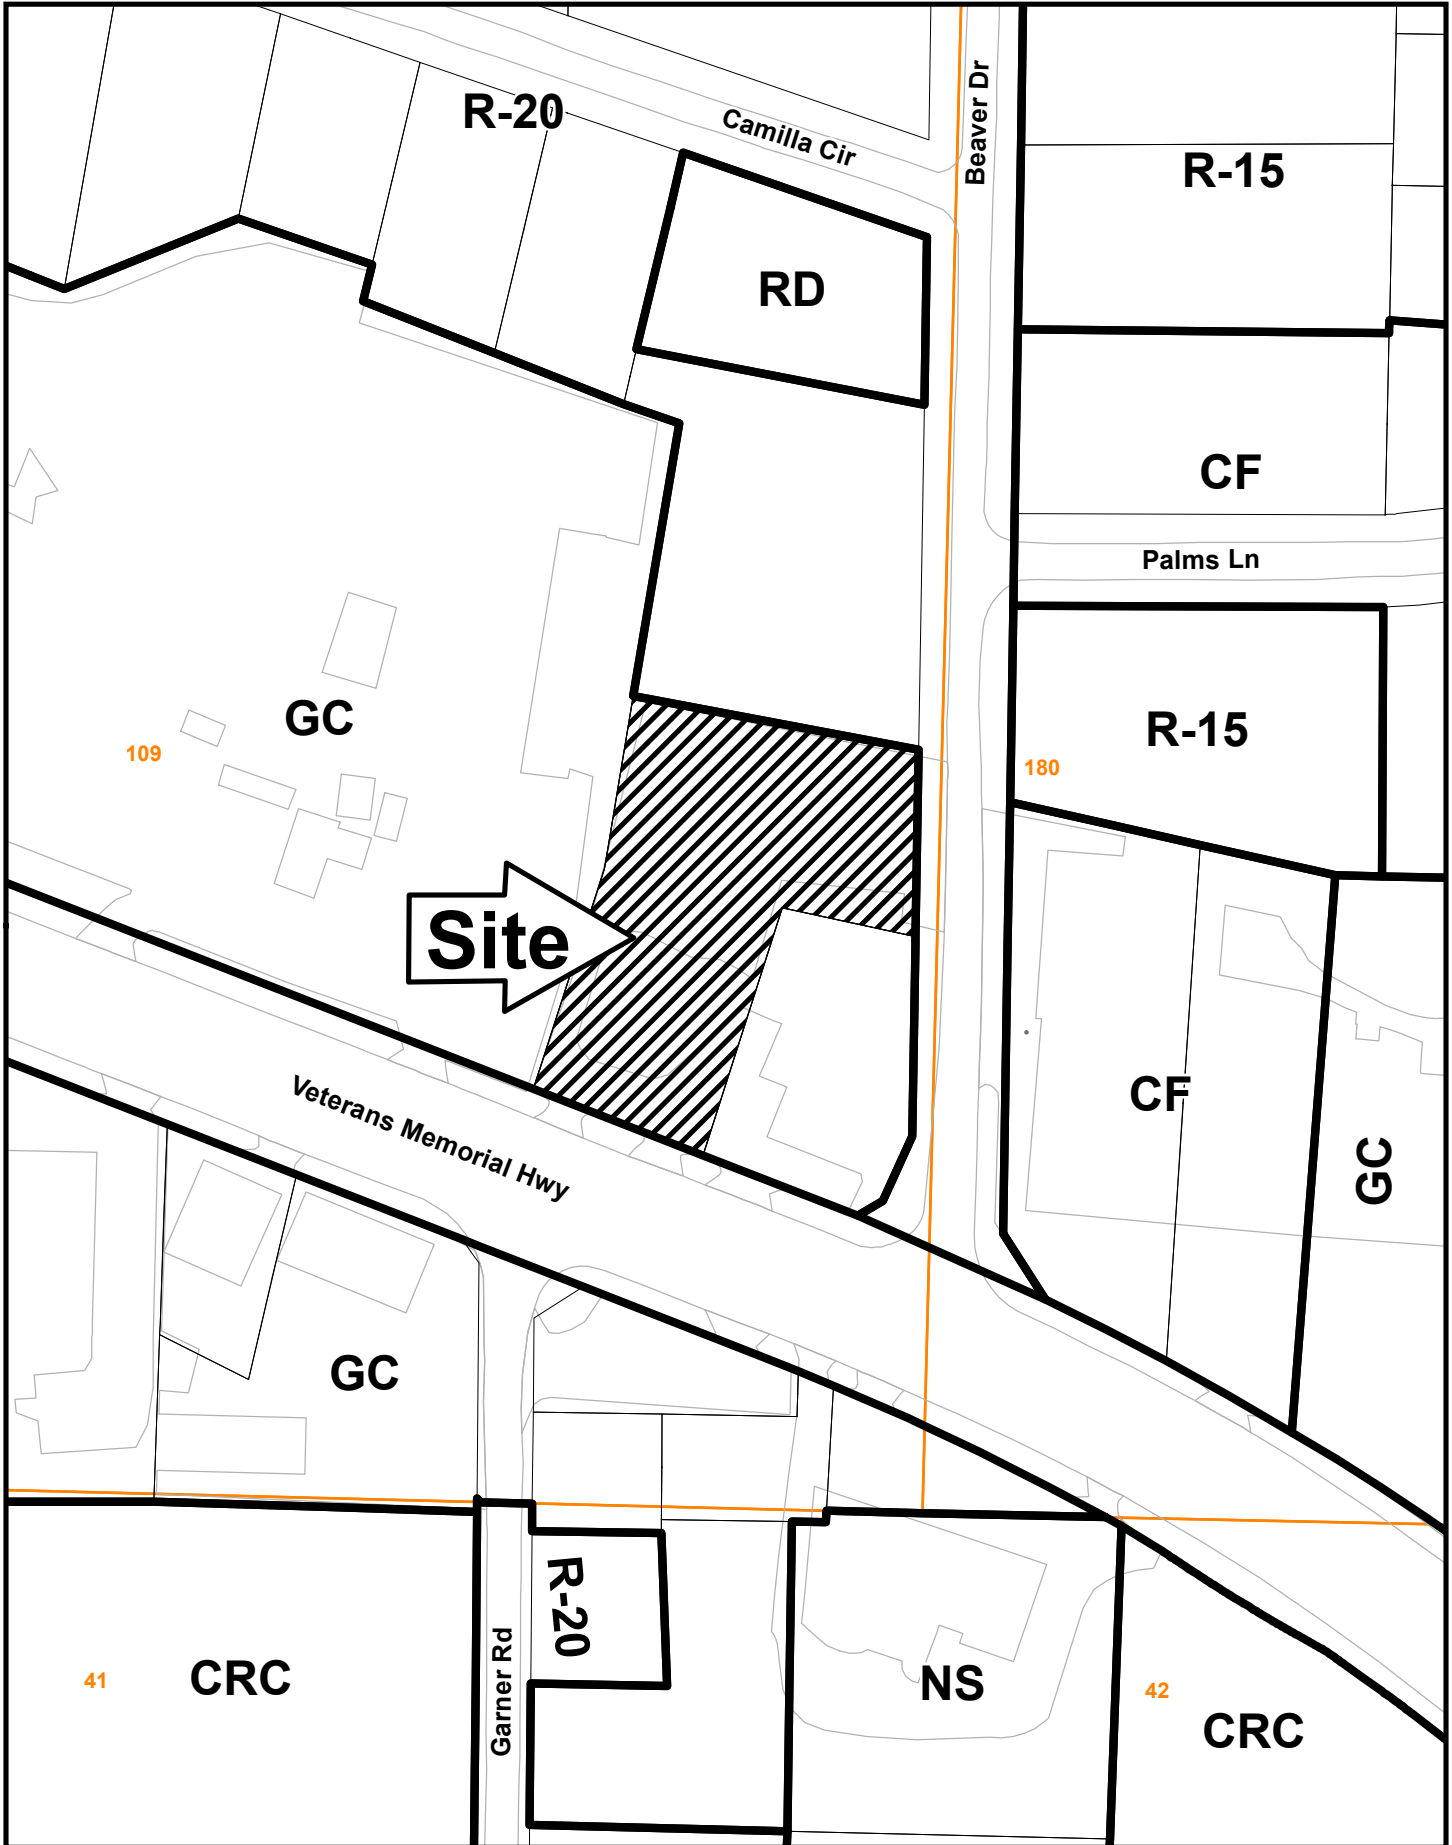 R-20
Camilla Cir
Beaver Dr
R-15
RD
CF
Palms Ln
GC
109
R-15
180
Site
CF
GC
Veterans Memorial Hwy
GC
R-20
Garner Rd
41
CRC
NS
42
CRC